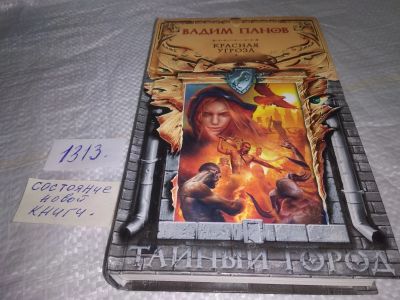 ВАДИМ ПАНОВ
КРАСНАЯ
УГРОЗА
1313.
СОСТОЯНИЕ
НОВОЙ
КНИГИ.
ТАЙНЫЙ ГОРОД